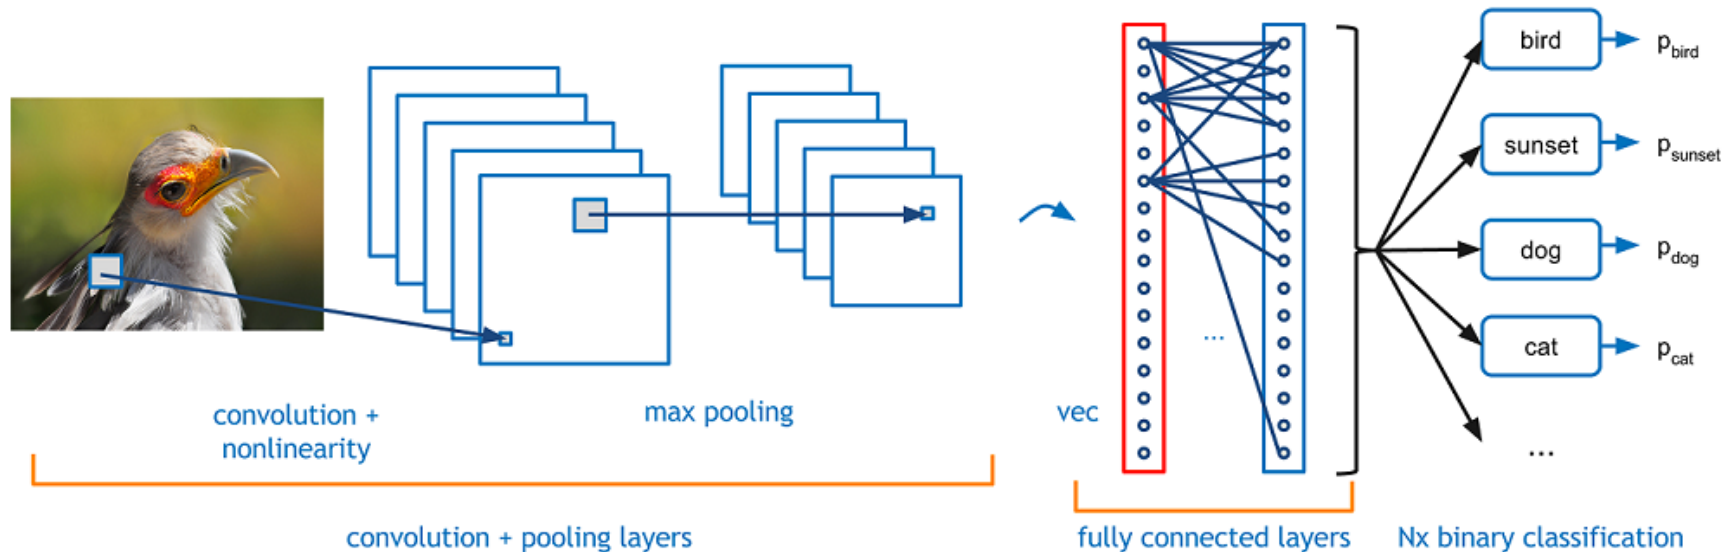 convolution +
nonlinearity
max pooling
vec
...
bird
p_bird
sunset
p_sunset
dog
p_dog
cat
p_cat
...
convolution + pooling layers
fully connected layers
Nx binary classification